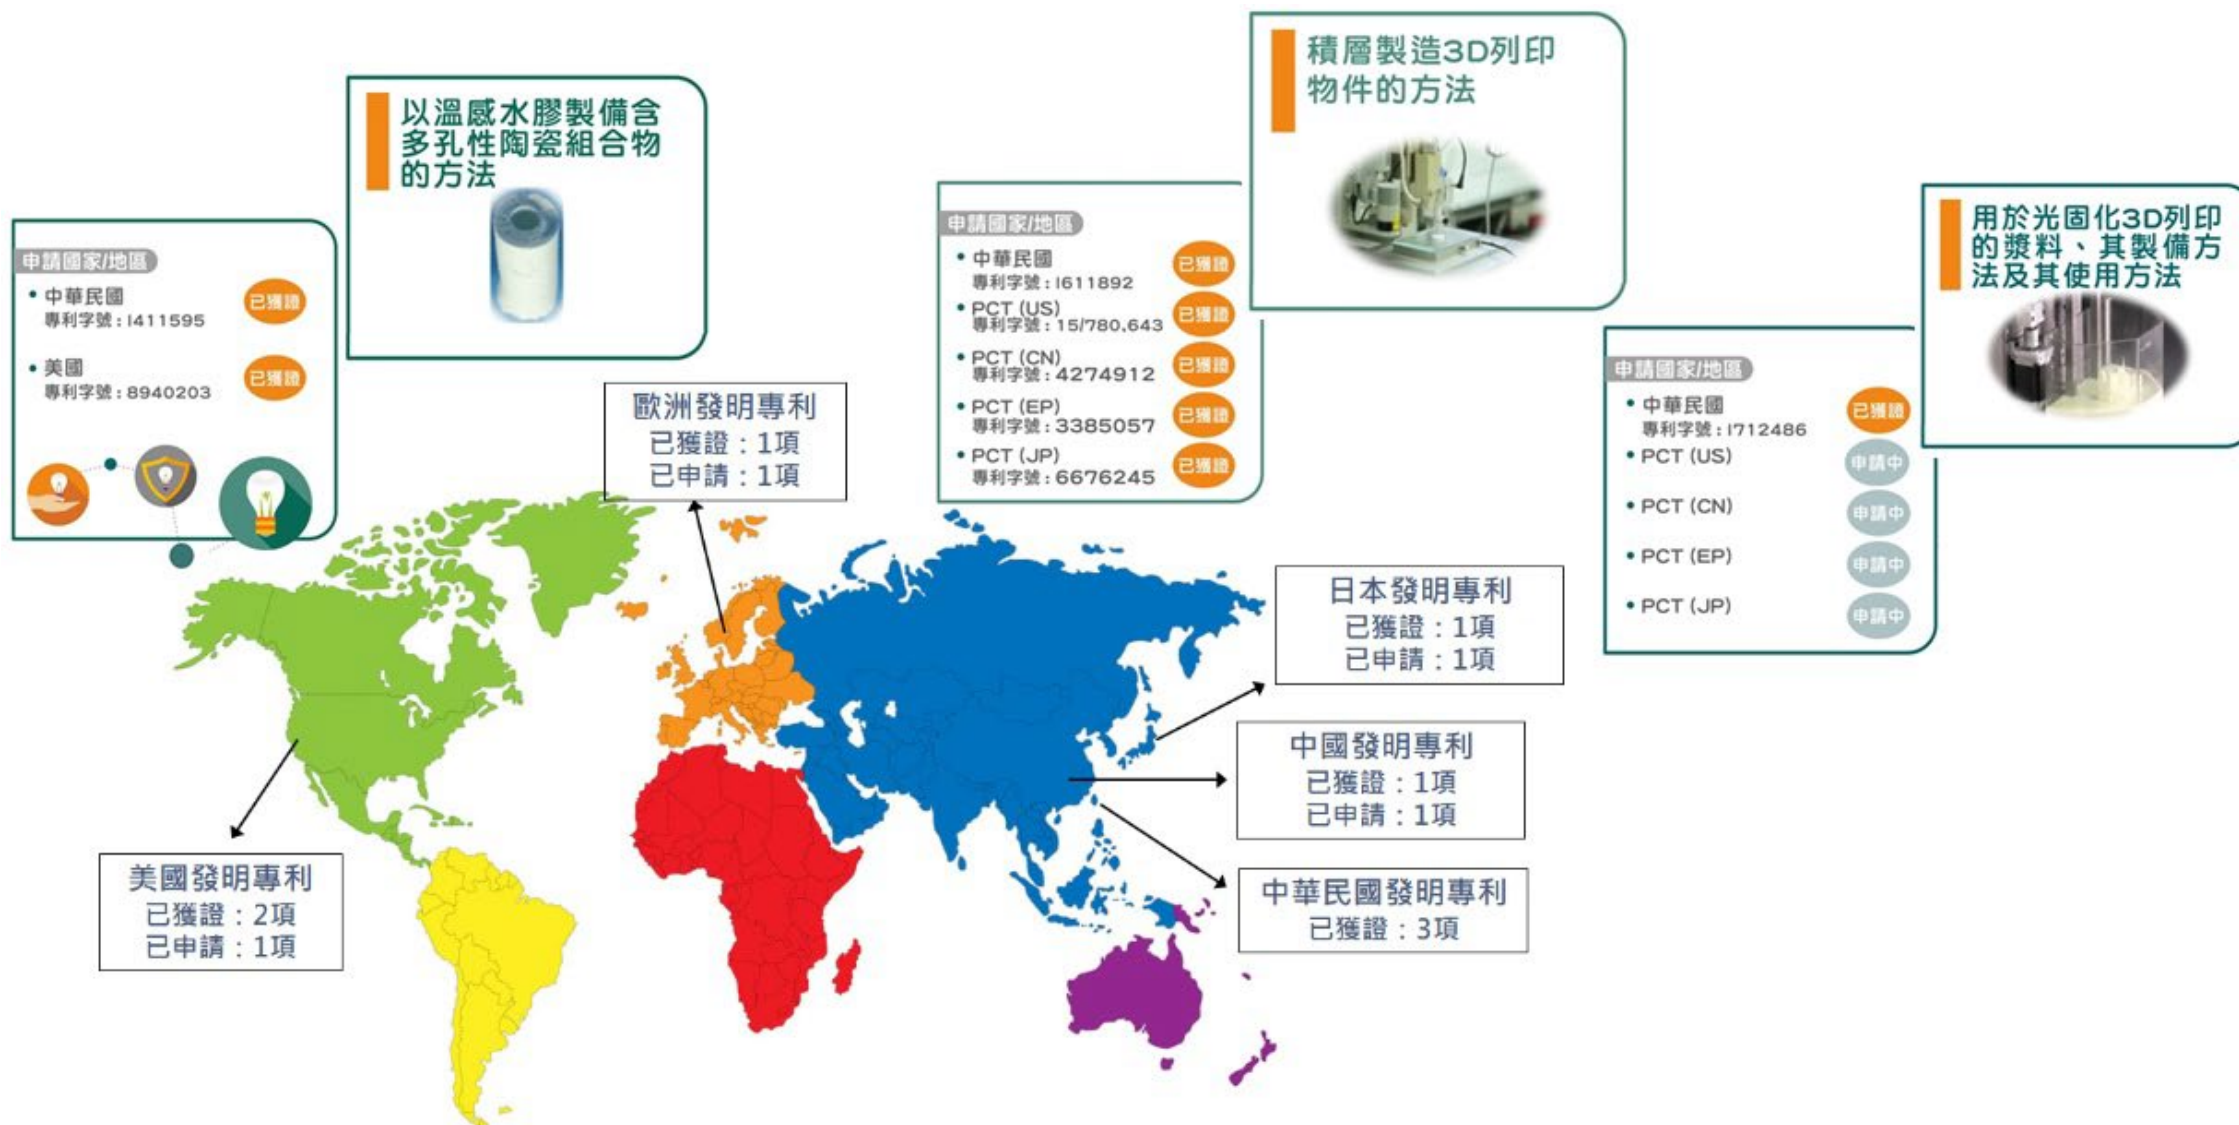 以溫感水膠製備含
多孔性陶瓷組合物
的方法
申請國家/地區
• 中華民國
專利字號：I411595
已獲證
• 美國
專利字號：8940203
已獲證
積層製造3D列印
物件的方法
申請國家/地區
• 中華民國
專利字號：I611892
已獲證
• PCT (US)
專利字號：15/780,643
已獲證
• PCT (CN)
專利字號：4274912
已獲證
• PCT (EP)
專利字號：3385057
已獲證
• PCT (JP)
專利字號：6676245
已獲證
用於光固化3D列印
的漿料、其製備方
法及其使用方法
申請國家/地區
• 中華民國
專利字號：I712486
已獲證
• PCT (US)
申請中
• PCT (CN)
申請中
• PCT (EP)
申請中
• PCT (JP)
申請中
歐洲發明專利
已獲證：1項
已申請：1項
日本發明專利
已獲證：1項
已申請：1項
中國發明專利
已獲證：1項
已申請：1項
中華民國發明專利
已獲證：3項
美國發明專利
已獲證：2項
已申請：1項